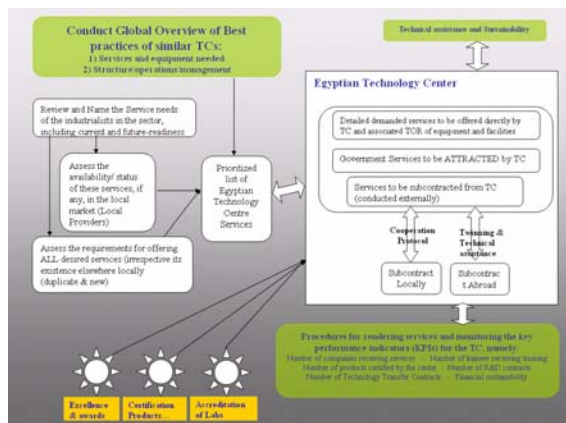 Conduct Global Overview of Best
practices of similar TCs:
1) Services and equipment needed
2) Structure/operations/management
Technical assistance and Sustainability
Review and Name the Service needs
of the industrialists in the sector,
including current and future-readiness
Assess the
availability/ status
of these services, if
any, in the local
market (Local
Providers)
Assess the requirements for offering
ALL desired services (irrespective its
existence elsewhere locally
(duplicate & new)
Prioritized
list of
Egyptian
Technology
Centre
Services
Egyptian Technology Center
Detailed demanded services to be offered directly by
TC and associated TOR of equipment and facilities
Government Services to be ATTRACTED by TC
Services to be subcontracted from TC
(conducted externally)
Cooperation
Protocol
Twinning &
Technical
assistance
Subcontract
Locally
Subcontrac
t Abroad
Procedures for rendering services and monitoring the key
performance indicators (KPIs) for the TC, namely:
Number of companies receiving services - Number of trainees receiving training
Number of products certified by the center - Number of R&D contracts
Number of Technology Transfer Contracts - Financial sustainability
Excellence
& awards
Certification
Products...
Accreditation
of Labs